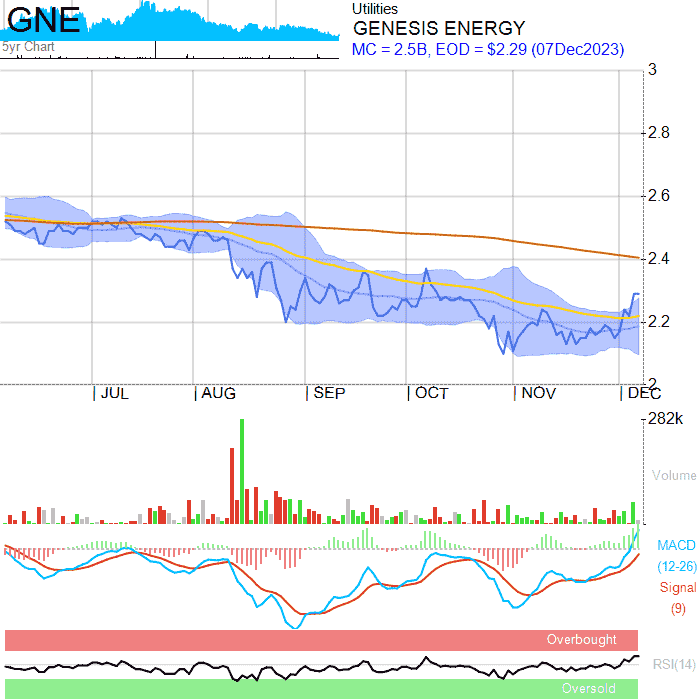 GNE
5yr Chart
Utilities
GENESIS ENERGY
MC = 2.5B, EOD = $2.29 (07Dec2023)
3
2.8
2.6
2.4
2.2
2
JUL AUG SEP OCT NOV DEC
282k
Volume
MACD
(12-26)
Signal
(9)
Overbought
RSI(14)
Oversold